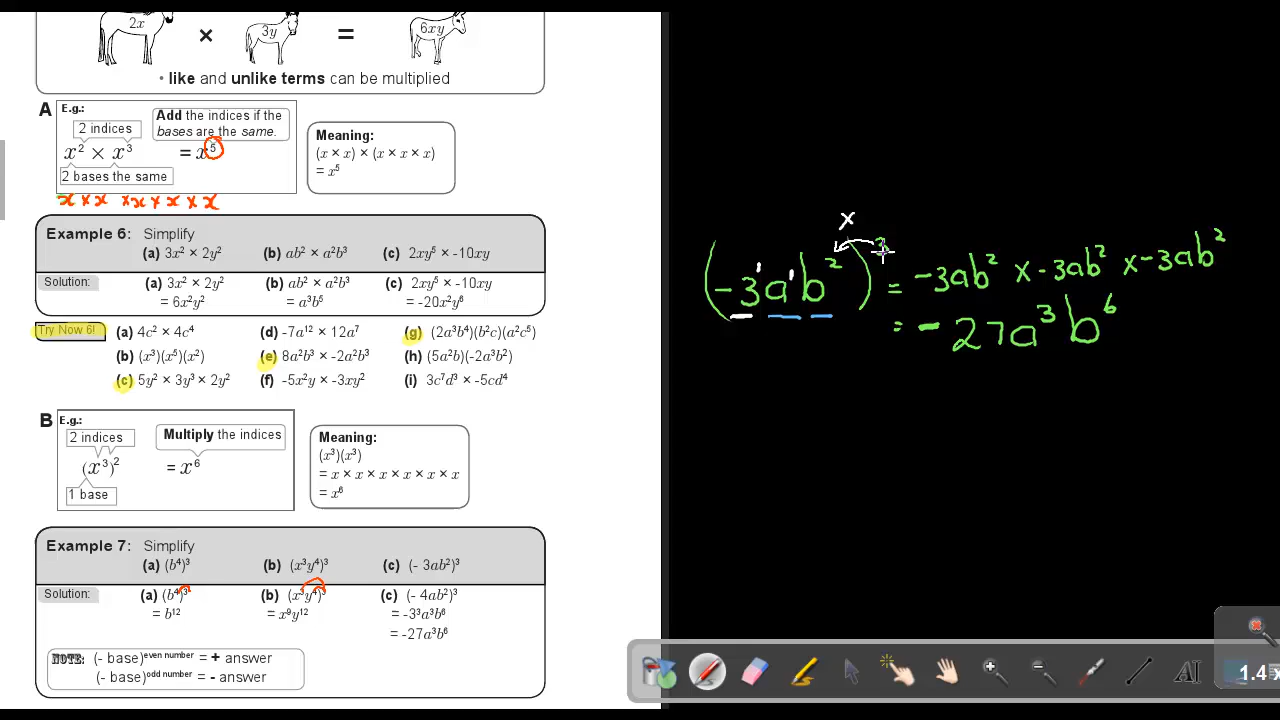 2x × 3y = 6xy
• like and unlike terms can be multiplied
A
E.g.:
2 indices
x² × x³ = x⁵
2 bases the same
Add the indices if the
bases are the same.
Meaning:
(x × x) × (x × x × x)
= x⁵
x × x × x × x × x
Example 6: Simplify
(a) 3x² × 2y² (b) ab² × a²b³ (c) 2xy⁵ × -10xy
Solution:
(a) 3x² × 2y² (b) ab² × a²b³ (c) 2xy⁵ × -10xy
= 6x²y² = a³b⁵ = -20x²y⁶
Try Now 6!
(a) 4c² × 4c⁴ (d) -7a¹² × 12a⁷ (g) (2a³b⁴)(b²c)(a²c⁵)
(b) (x³)(x⁵)(x²) (e) 8a²b³ × -2a²b³ (h) (5a²b)(-2a³b²)
(c) 5y² × 3y³ × 2y² (f) -5x²y × -3xy² (i) 3c⁷d³ × -5cd⁴
B
E.g.:
2 indices
(x³)² = x⁶
1 base
Multiply the indices
Meaning:
(x³)(x³)
= x × x × x × x × x × x
= x⁶
Example 7: Simplify
(a) (b⁴)³ (b) (x³y⁴)³ (c) (- 3ab²)³
Solution:
(a) (b⁴)³ (b) (x³y⁴)³ (c) (- 4ab²)³
= b¹² = x⁹y¹² = -3³a³b⁶
= -27a³b⁶
NOTE: (- base)ᵉᵛᵉⁿ ⁿᵘᵐᵇᵉʳ = + answer
(- base)ᵒᵈᵈ ⁿᵘᵐᵇᵉʳ = - answer
x
(-3¹a¹b²)³ = -3ab² x -3ab² x -3ab²
= -27a³b⁶
AI
1.4 x